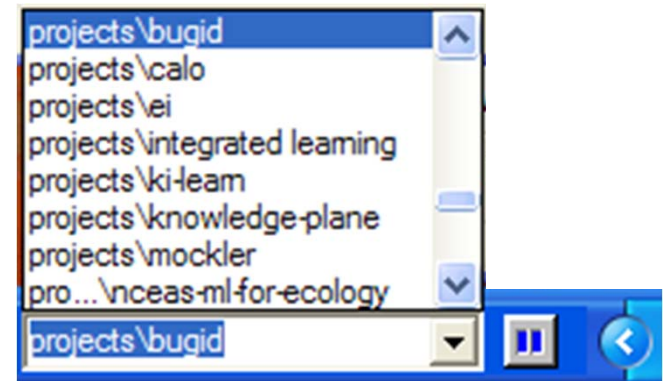 projects\bugid
projects\calo
projects\ei
projects\integrated learning
projects\ki-learn
projects\knowledge-plane
projects\mockler
pro...\nceas-ml-for-ecology
projects\bugid